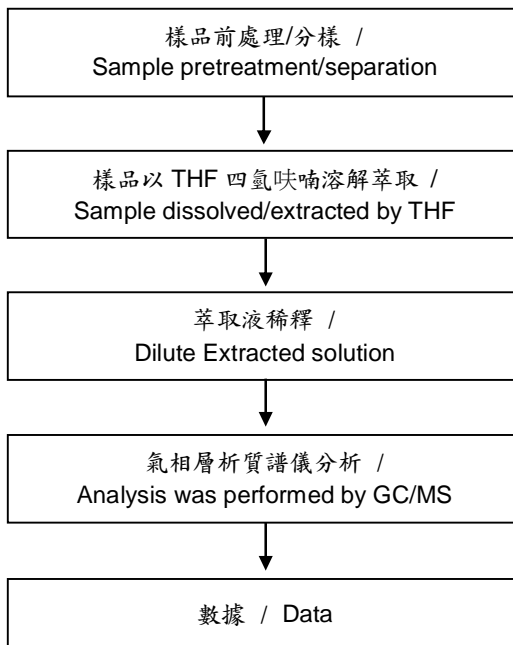 樣品前處理/分樣 /
Sample pretreatment/separation
樣品以 THF 四氫呋喃溶解萃取 /
Sample dissolved/extracted by THF
萃取液稀釋 /
Dilute Extracted solution
氣相層析質譜儀分析 /
Analysis was performed by GC/MS
數據 / Data